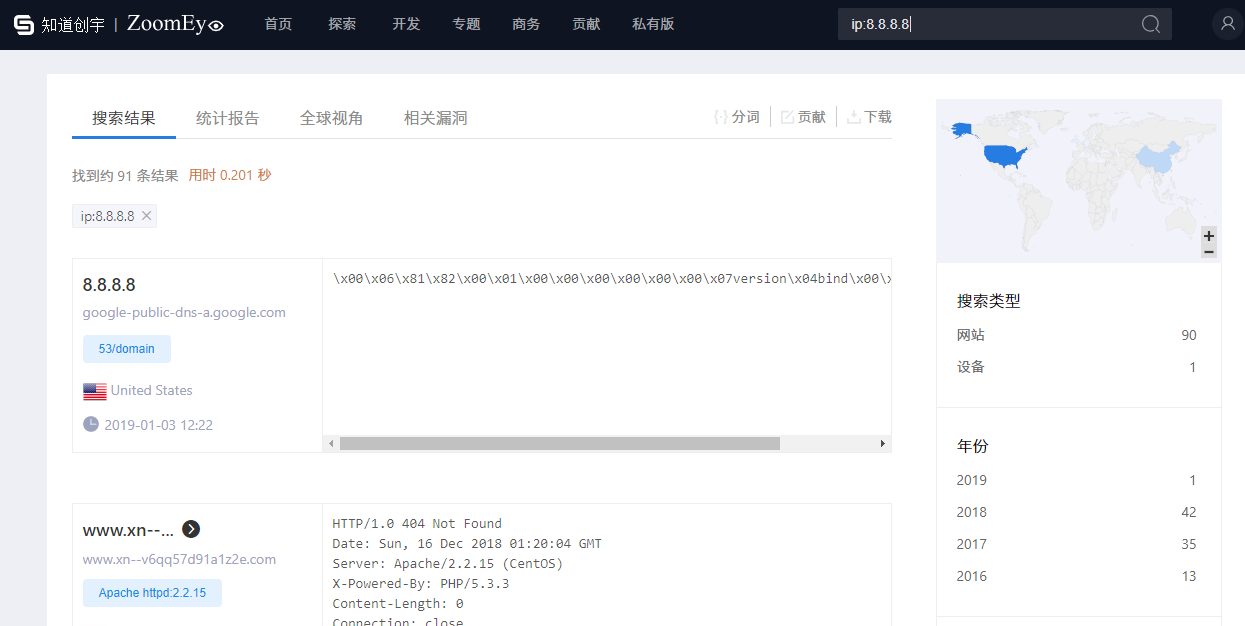 知道创宇 | ZoomEye 首页 探索 开发 专题 商务 贡献 私有版 ip:8.8.8.8
搜索结果 统计报告 全球视角 相关漏洞 分词 贡献 下载
找到约 91 条结果 用时 0.201 秒
ip:8.8.8.8
8.8.8.8
google-public-dns-a.google.com
53/domain
United States
2019-01-03 12:22
\x00\x06\x81\x82\x00\x01\x00\x00\x00\x00\x00\x00\x07version\x04bind\x00\x
www.xn--...
www.xn--v6qq57d91a1z2e.com
Apache httpd:2.2.15
HTTP/1.0 404 Not Found
Date: Sun, 16 Dec 2018 01:20:04 GMT
Server: Apache/2.2.15 (CentOS)
X-Powered-By: PHP/5.3.3
Content-Length: 0
Connection: close
+
−
搜索类型
网站 90
设备 1
年份
2019 1
2018 42
2017 35
2016 13